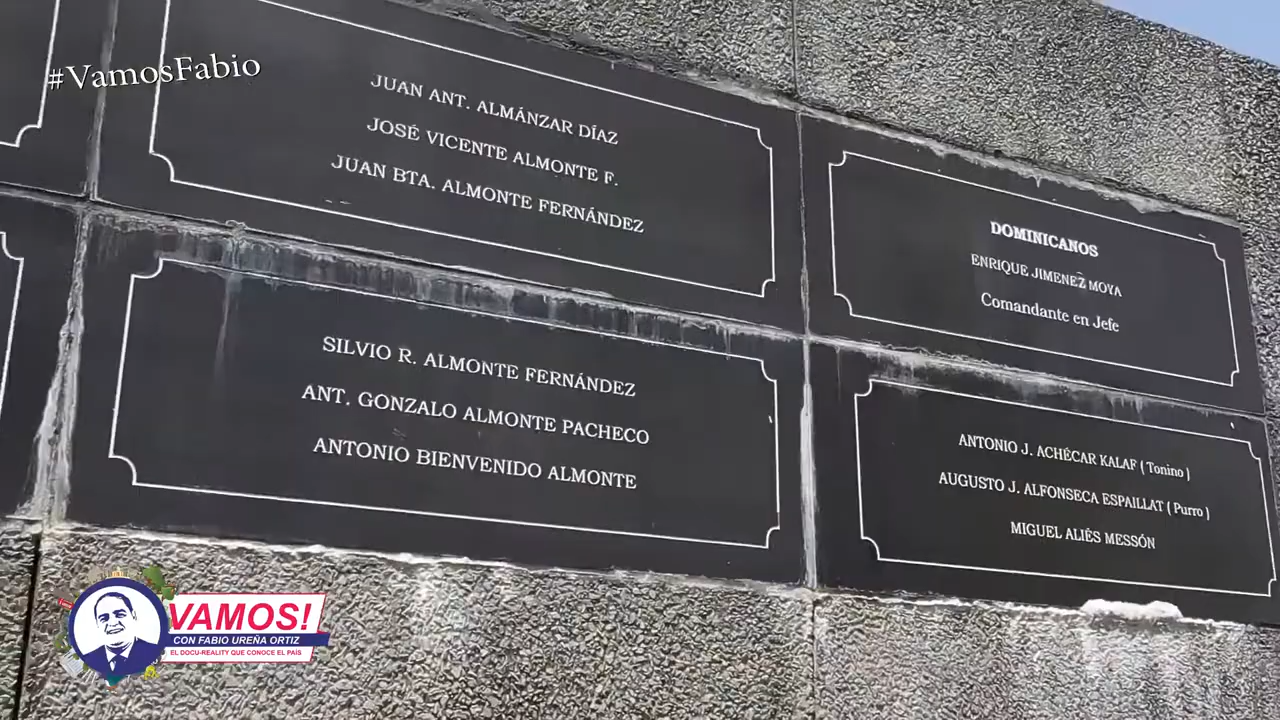 #VamosFabio
JUAN ANT. ALMÁNZAR DÍAZ
JOSÉ VICENTE ALMONTE F.
JUAN BTA. ALMONTE FERNÁNDEZ
DOMINICANOS
ENRIQUE JIMENEZ MOYA
Comandante en Jefe
SILVIO R. ALMONTE FERNÁNDEZ
ANT. GONZALO ALMONTE PACHECO
ANTONIO BIENVENIDO ALMONTE
ANTONIO J. ACHÉCAR KALAF ( Tonino )
AUGUSTO J. ALFONSECA ESPAILLAT ( Purro )
MIGUEL ALIÉS MESSÓN
VAMOS!
CON FABIO UREÑA ORTIZ
EL DOCU-REALITY QUE CONOCE EL PAÍS